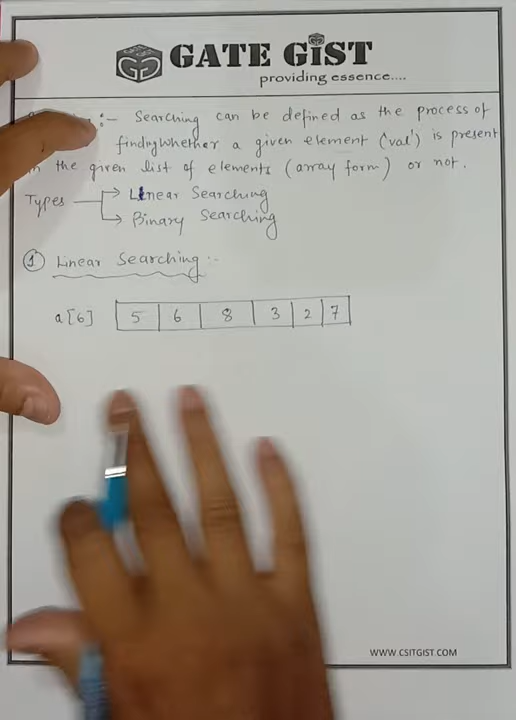 GATE GIST
providing essence....
:- Searching can be defined as the process of
finding whether a given element ('val') is present
the given list of elements (array form) or not.
Types → Linear Searching
→ Binary Searching
① Linear Searching :-
a[6] 5 6 8 3 2 7
WWW.CSITGIST.COM